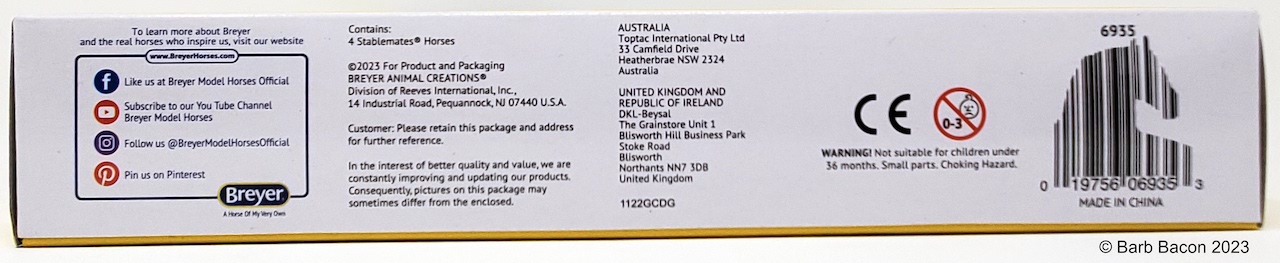 To learn more about Breyer
and the real horses who inspire us, visit our website
www.BreyerHorses.com
Like us at Breyer Model Horses Official
Subscribe to our You Tube Channel
Breyer Model Horses
Follow us @BreyerModelHorsesOfficial
Pin us on Pinterest
Breyer
A Horse Of My Very Own
Contains:
4 Stablemates® Horses
©2023 For Product and Packaging
BREYER ANIMAL CREATIONS®
Division of Reeves International, Inc.,
14 Industrial Road, Pequannock, NJ 07440 U.S.A.
Customer: Please retain this package and address
for further reference.
In the interest of better quality and value, we are
constantly improving and updating our products.
Consequently, pictures on this package may
sometimes differ from the enclosed.
AUSTRALIA
Toptac International Pty Ltd
33 Camfield Drive
Heatherbrae NSW 2324
Australia
UNITED KINGDOM AND
REPUBLIC OF IRELAND
DKL-Beysal
The Grainstore Unit 1
Blisworth Hill Business Park
Stoke Road
Blisworth
Northants NN7 3DB
United Kingdom
1122GCDG
CE
0-3
WARNING! Not suitable for children under
36 months. Small parts. Choking Hazard.
6935
0 19756 06935 3
MADE IN CHINA
© Barb Bacon 2023